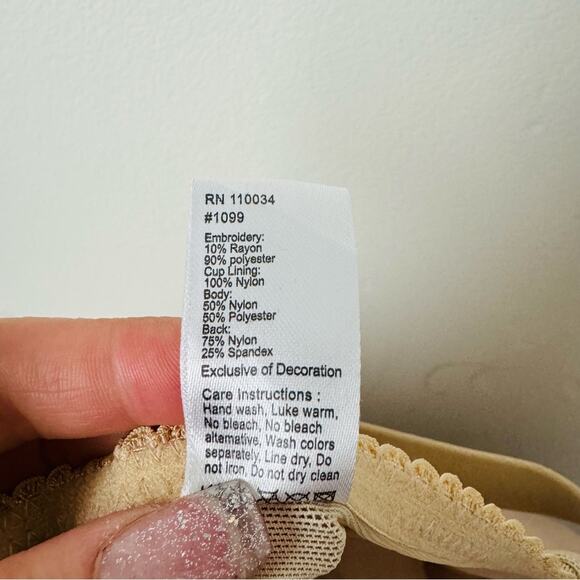 RN 110034
#1099
Embroidery:
10% Rayon
90% polyester
Cup Lining:
100% Nylon
Body:
50% Nylon
50% Polyester
Back:
75% Nylon
25% Spandex
Exclusive of Decoration
Care Instructions :
Hand wash, Luke warm,
No bleach, No bleach
alternative, Wash colors
separately, Line dry, Do
not iron, Do not dry clean